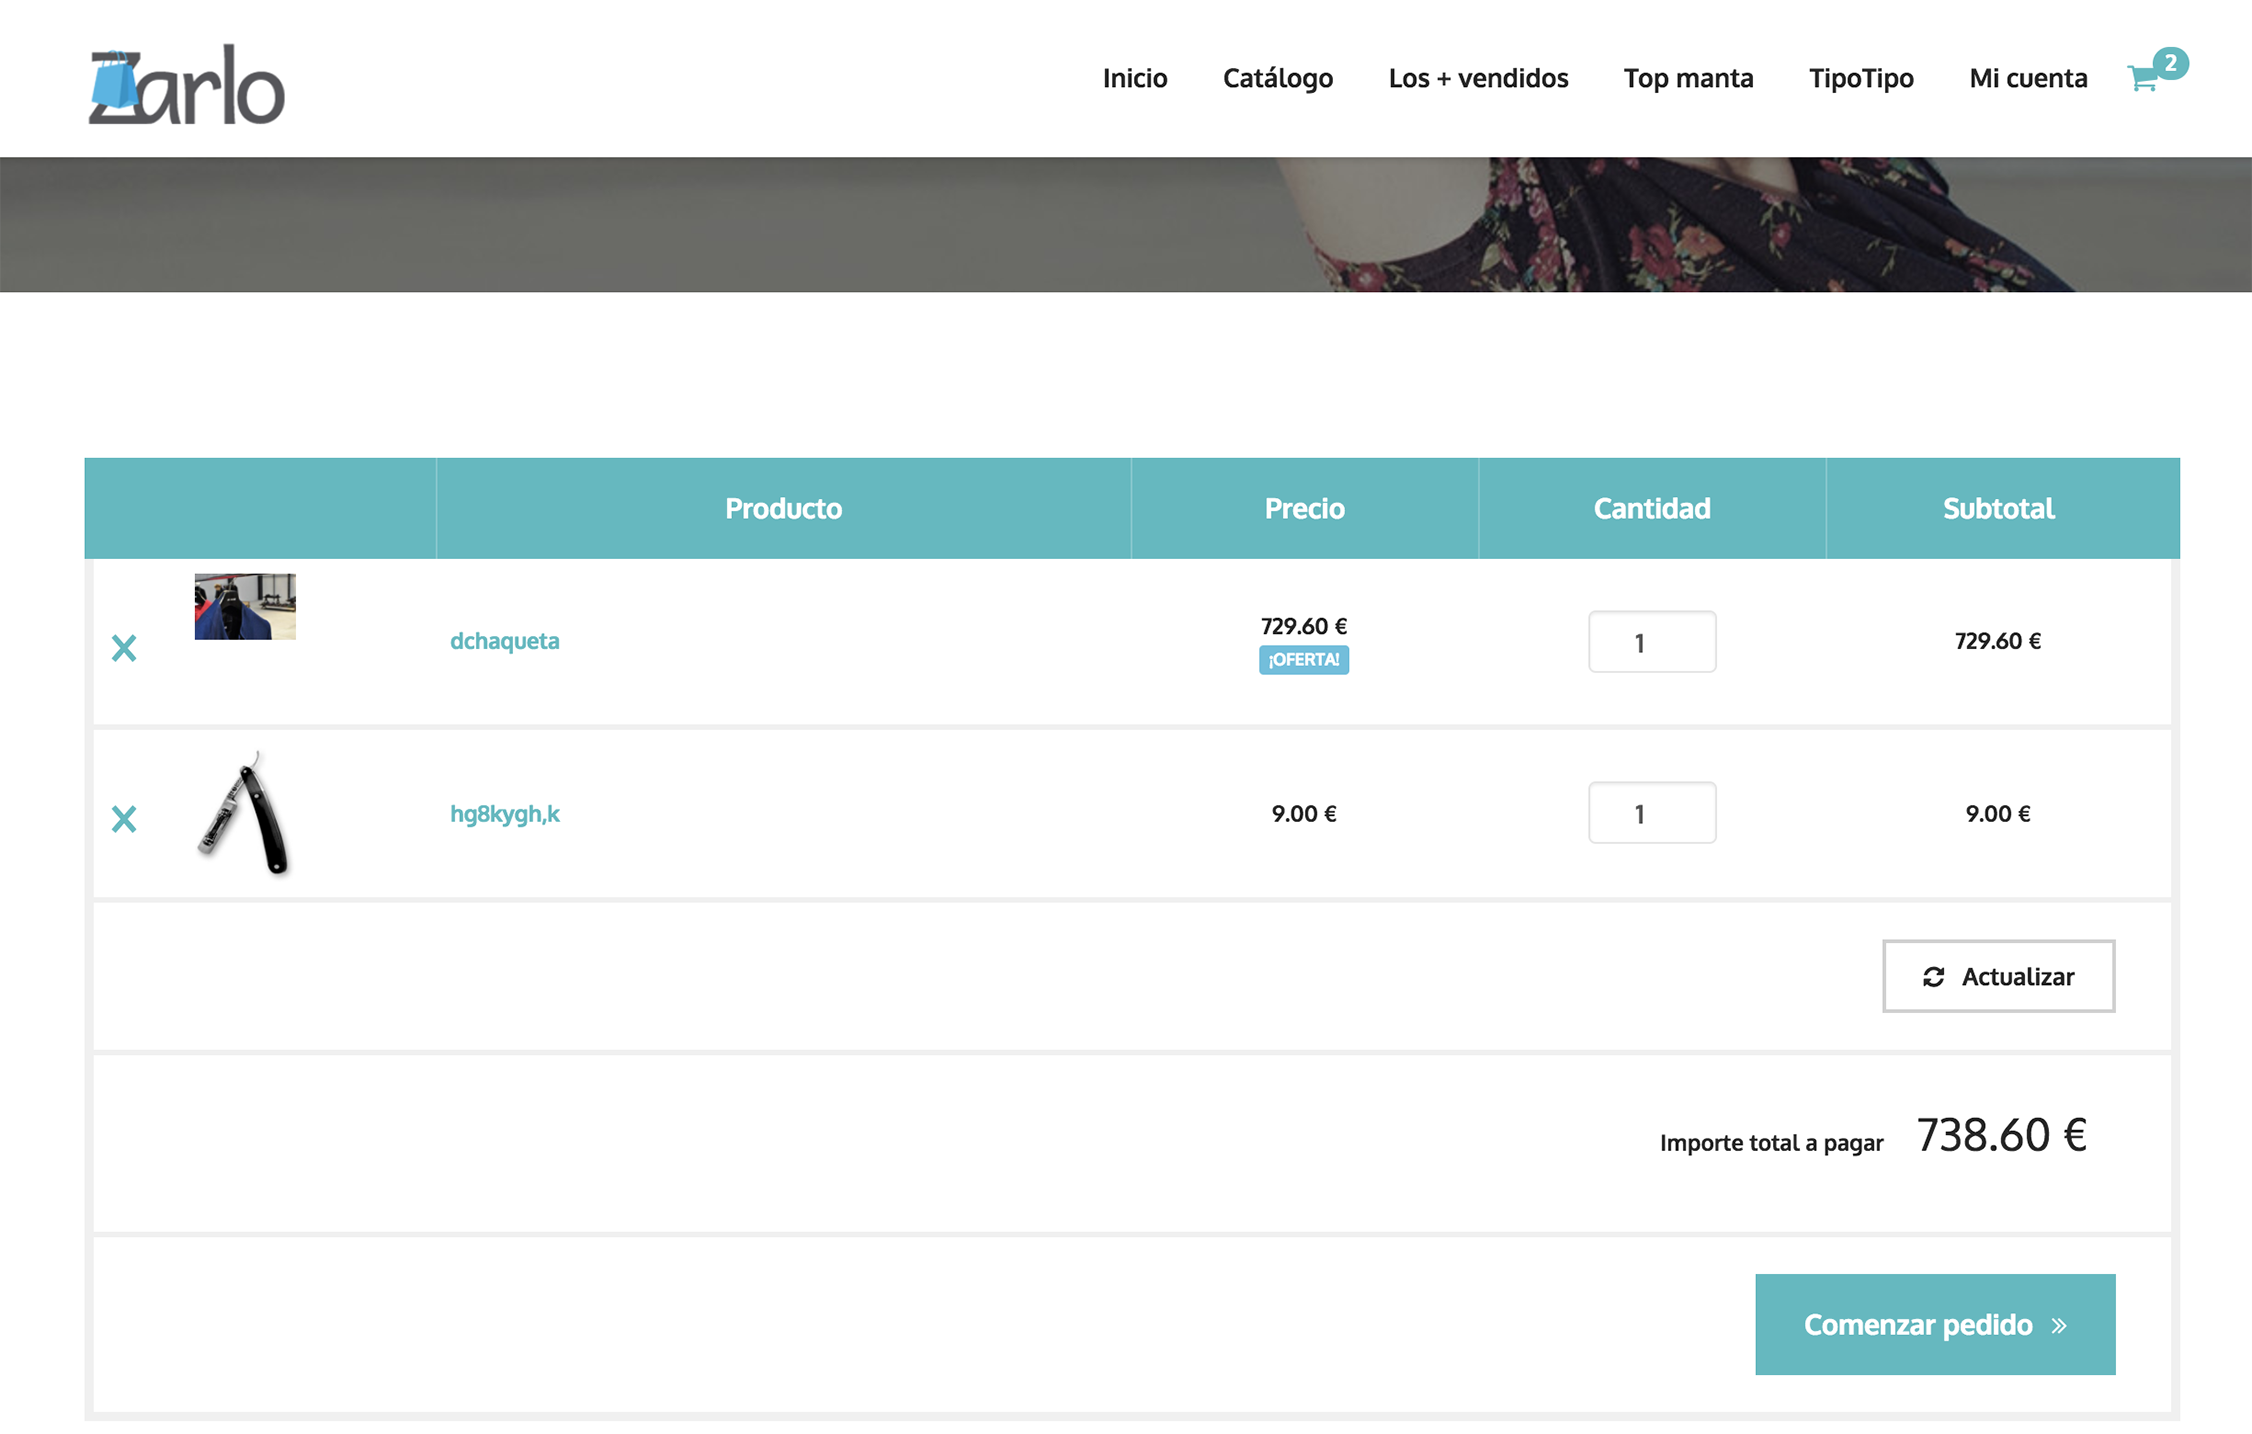 Zarlo
Inicio Catálogo Los + vendidos Top manta TipoTipo Mi cuenta 2
Producto Precio Cantidad Subtotal
dchaqueta 729.60 € 1 729.60 €
¡OFERTA!
hg8kygh,k 9.00 € 1 9.00 €
Actualizar
Importe total a pagar 738.60 €
Comenzar pedido »